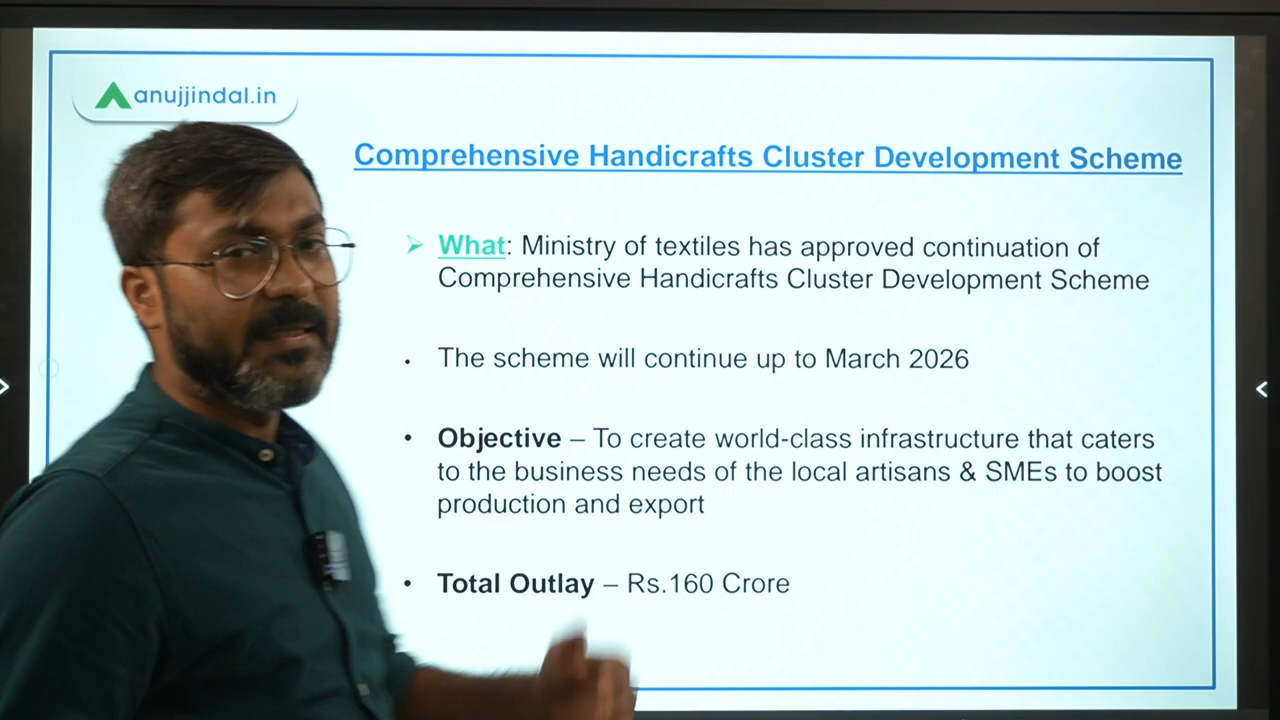 anujjindal.in
Comprehensive Handicrafts Cluster Development Scheme
➢ What: Ministry of textiles has approved continuation of
Comprehensive Handicrafts Cluster Development Scheme
• The scheme will continue up to March 2026
• Objective – To create world-class infrastructure that caters
to the business needs of the local artisans & SMEs to boost
production and export
• Total Outlay – Rs.160 Crore